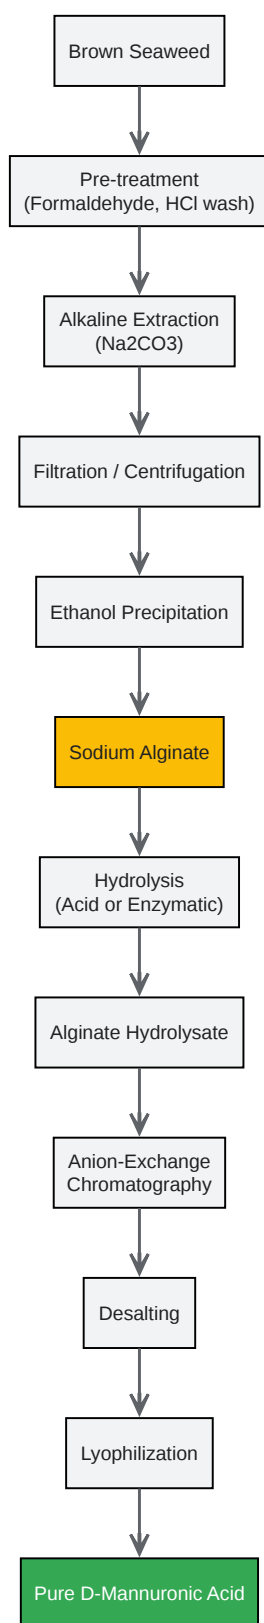 Brown Seaweed
Pre-treatment
(Formaldehyde, HCl wash)
Alkaline Extraction
(Na2CO3)
Filtration / Centrifugation
Ethanol Precipitation
Sodium Alginate
Hydrolysis
(Acid or Enzymatic)
Alginate Hydrolysate
Anion-Exchange
Chromatography
Desalting
Lyophilization
Pure D-Mannuronic Acid